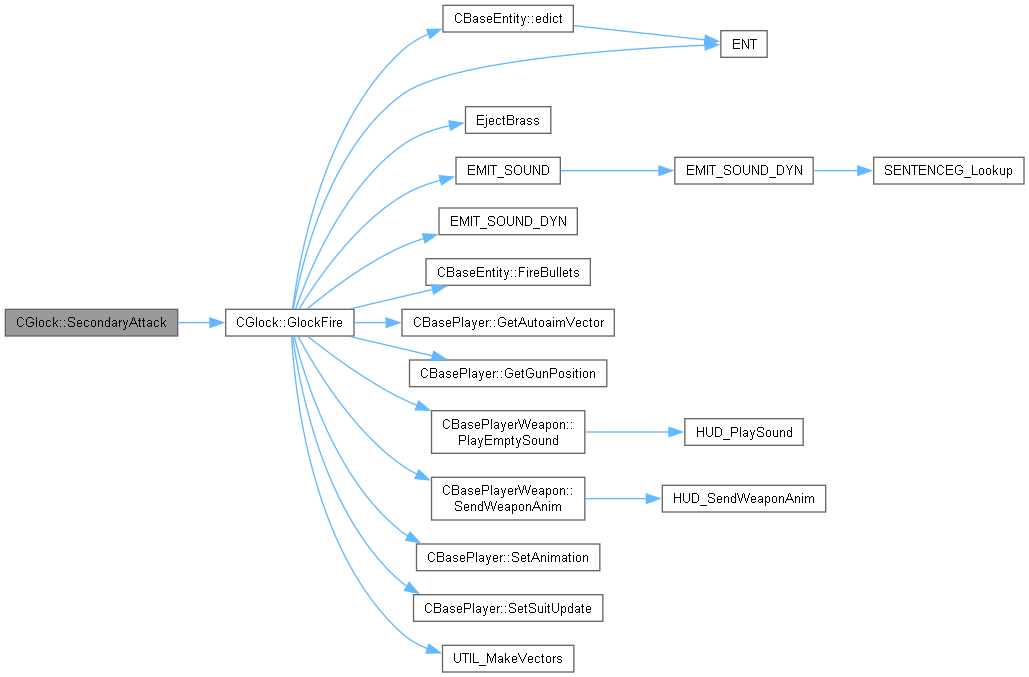 CBaseEntity::edict
ENT
EjectBrass
EMIT_SOUND
EMIT_SOUND_DYN
SENTENCEG_Lookup
EMIT_SOUND_DYN
CBaseEntity::FireBullets
CGlock::SecondaryAttack
CGlock::GlockFire
CBasePlayer::GetAutoaimVector
CBasePlayer::GetGunPosition
CBasePlayerWeapon::
PlayEmptySound
HUD_PlaySound
CBasePlayerWeapon::
SendWeaponAnim
HUD_SendWeaponAnim
CBasePlayer::SetAnimation
CBasePlayer::SetSuitUpdate
UTIL_MakeVectors